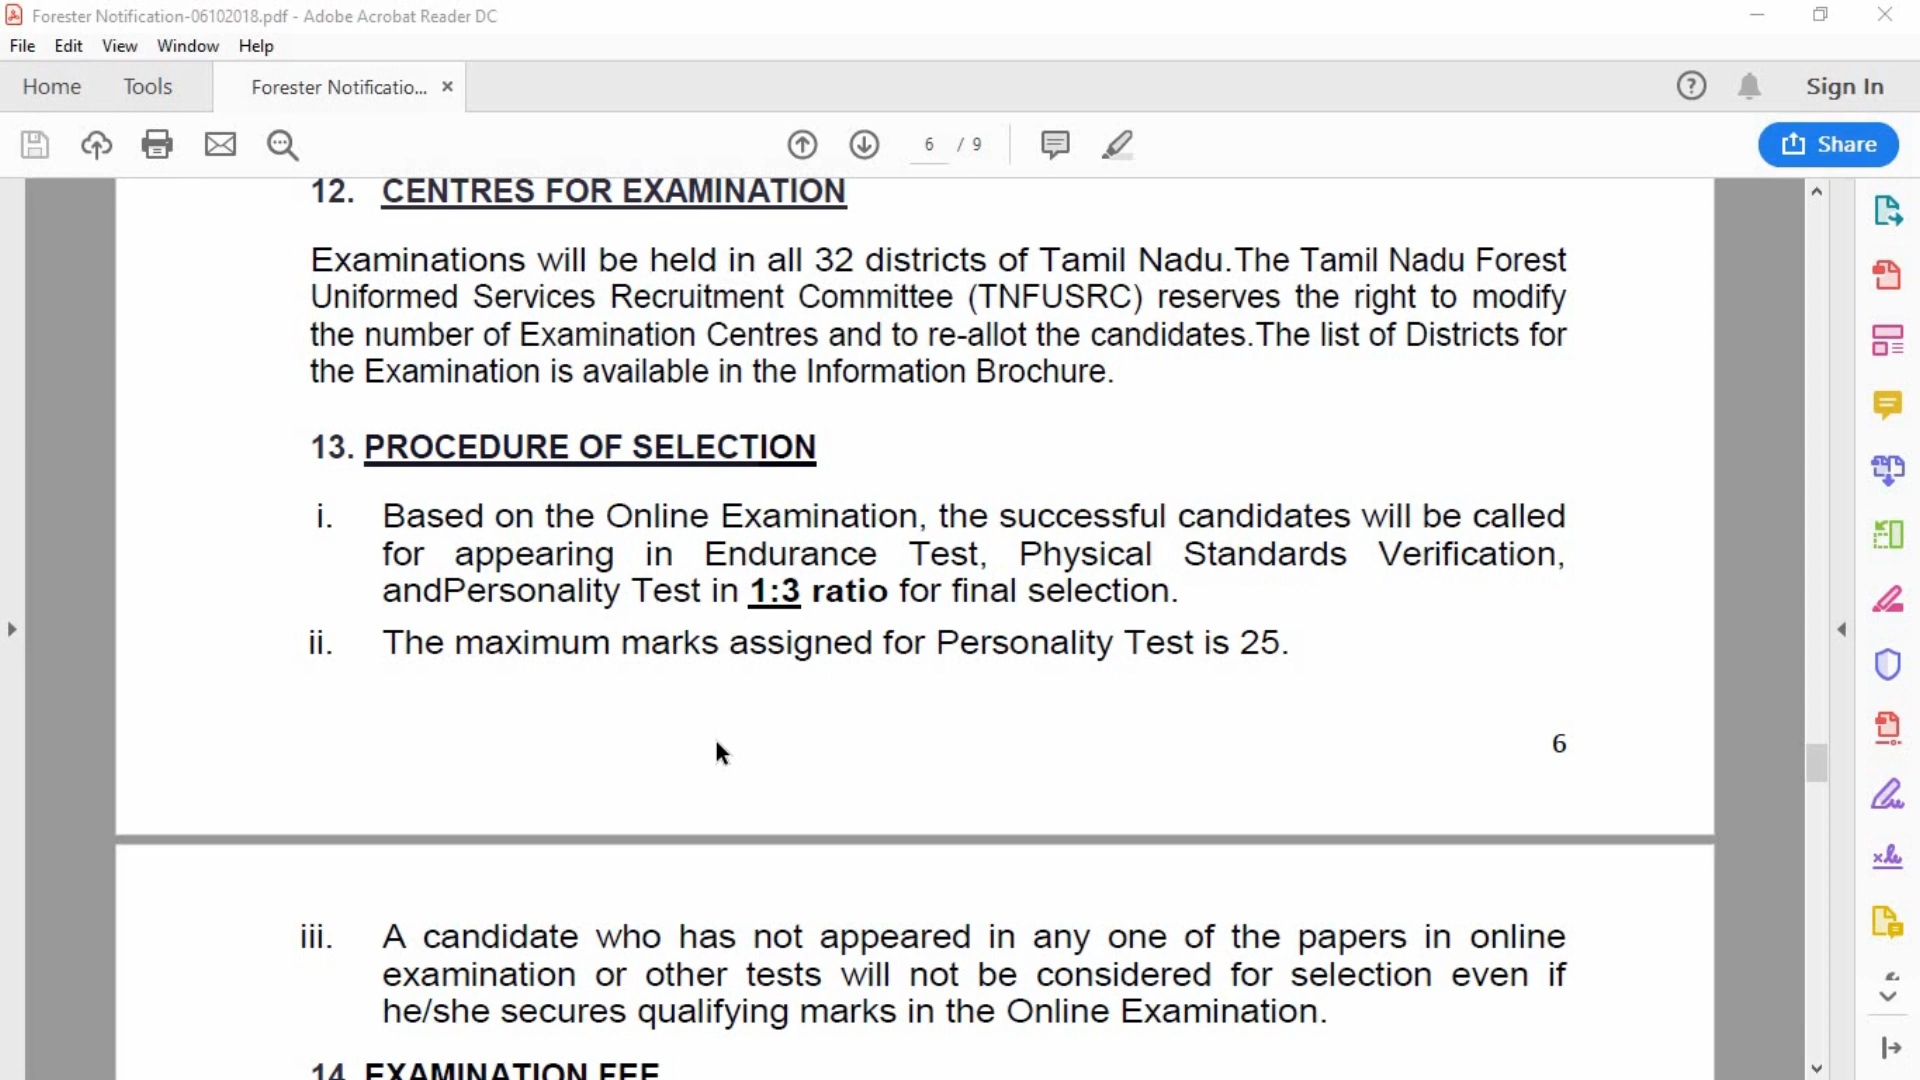 Forester Notification-06102018.pdf - Adobe Acrobat Reader DC
File Edit View Window Help
Home Tools Forester Notificatio... × Sign In
6 / 9 Share
12. CENTRES FOR EXAMINATION
Examinations will be held in all 32 districts of Tamil Nadu.The Tamil Nadu Forest
Uniformed Services Recruitment Committee (TNFUSRC) reserves the right to modify
the number of Examination Centres and to re-allot the candidates.The list of Districts for
the Examination is available in the Information Brochure.
13. PROCEDURE OF SELECTION
i. Based on the Online Examination, the successful candidates will be called
for appearing in Endurance Test, Physical Standards Verification,
andPersonality Test in 1:3 ratio for final selection.
ii. The maximum marks assigned for Personality Test is 25.
6
iii. A candidate who has not appeared in any one of the papers in online
examination or other tests will not be considered for selection even if
he/she secures qualifying marks in the Online Examination.
14. EXAMINATION FEE